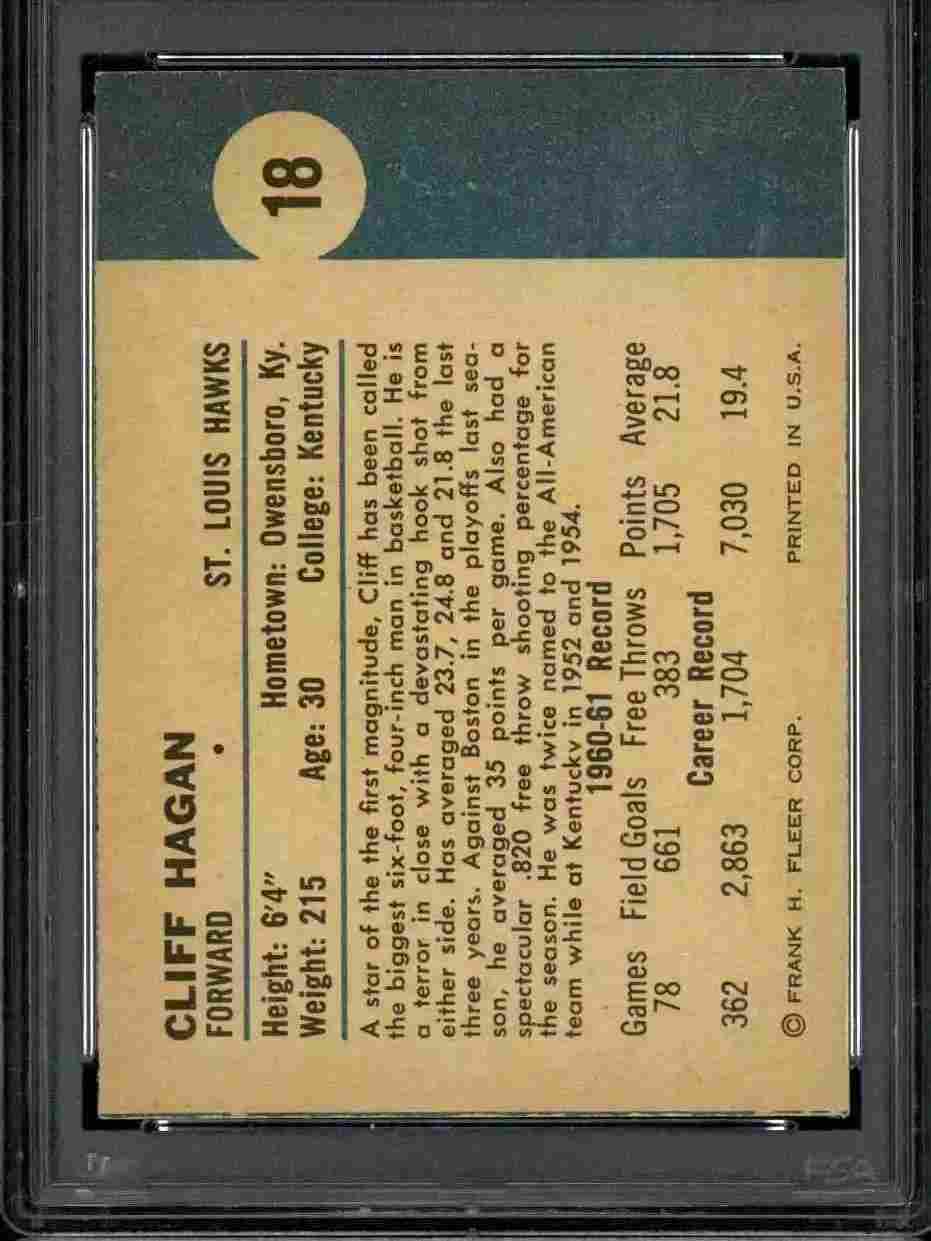 18
CLIFF HAGAN
FORWARD • ST. LOUIS HAWKS
Height: 6'4" Hometown: Owensboro, Ky.
Weight: 215 Age: 30 College: Kentucky
A star of the first magnitude, Cliff has been called
the biggest six-foot, four-inch man in basketball. He is
a terror in close with a devastating hook shot from
either side. Has averaged 23.7, 24.8 and 21.8 the last
three years. Against Boston in the playoffs last sea-
son, he averaged 35 points per game. Also had a
spectacular .820 free throw shooting percentage for
the season. He was twice named to the All-American
team while at Kentucky in 1952 and 1954.
1960-61 Record
Games Field Goals Free Throws Points Average
78 661 383 1,705 21.8
Career Record
362 2,863 1,704 7,030 19.4
© FRANK H. FLEER CORP. PRINTED IN U.S.A.
PSA